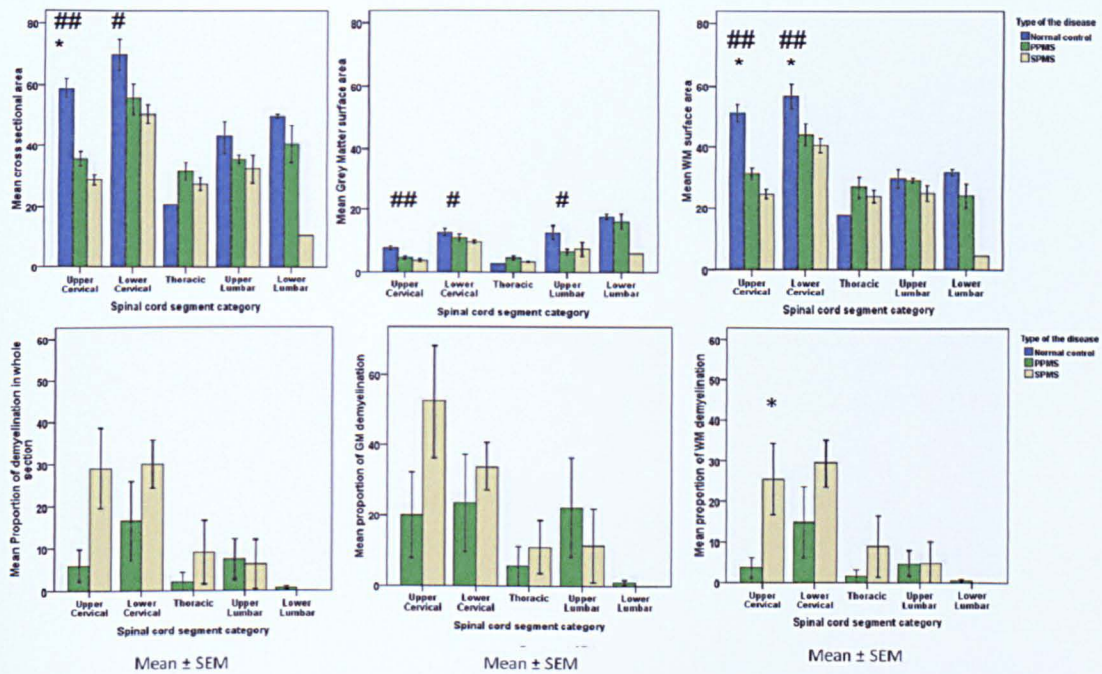 Mean cross sectional area
80
60
40
20
0
##
*
#
Upper Cervical
Lower Cervical
Thoracic
Upper Lumbar
Lower Lumbar
Spinal cord segment category
Mean Grey Matter surface area
80
60
40
20
0
##
#
#
Upper Cervical
Lower Cervical
Thoracic
Upper Lumbar
Lower Lumbar
Spinal cord segment category
Mean WM surface area
80
60
40
20
0
##
*
##
*
Upper Cervical
Lower Cervical
Thoracic
Upper Lumbar
Lower Lumbar
Spinal cord segment category
Type of the disease
Normal control
PPMS
SPMS
Mean Proportion of demyelination in whole section
60
50
40
30
20
10
0
Upper Cervical
Lower Cervical
Thoracic
Upper Lumbar
Lower Lumbar
Spinal cord segment category
Mean ± SEM
Mean proportion of GM demyelination
60
40
20
0
Upper Cervical
Lower Cervical
Thoracic
Upper Lumbar
Lower Lumbar
Spinal cord segment category
Mean ± SEM
Mean proportion of WM demyelination
60
50
40
30
20
10
0
*
Upper Cervical
Lower Cervical
Thoracic
Upper Lumbar
Lower Lumbar
Spinal cord segment category
Mean ± SEM
Type of the disease
Normal control
PPMS
SPMS